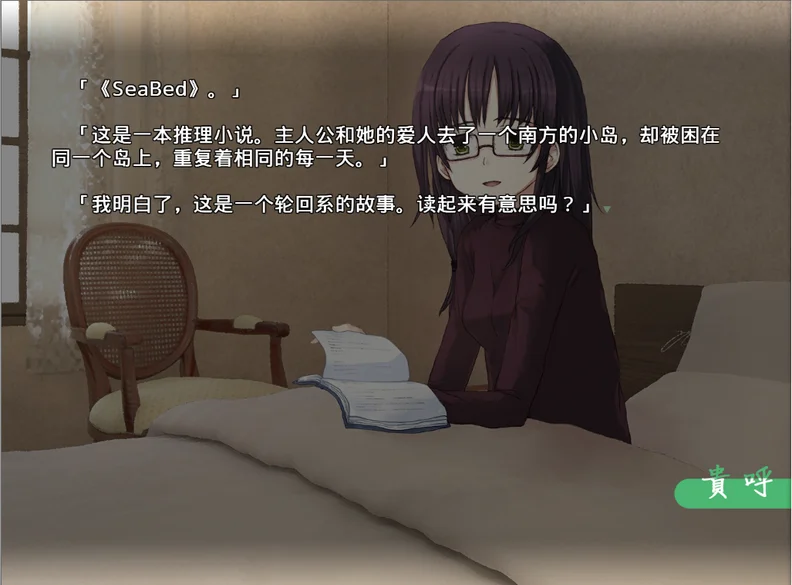 「《SeaBed》。」
「这是一本推理小说。主人公和她的爱人去了一个南方的小岛，却被困在
同一个岛上，重复着相同的每一天。」
「我明白了，这是一个轮回系的故事。读起来有意思吗？」
貴呼